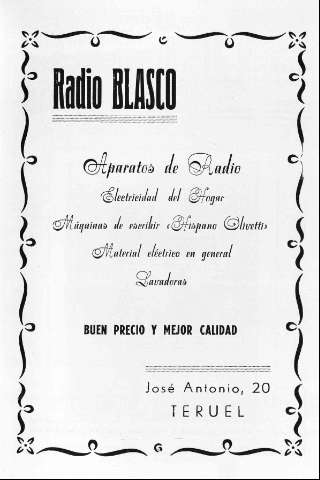 Radio BLASCO
Aparatos de Radio
Electricidad del Hogar
Máquinas de escribir «Hispano Olivetti»
Material eléctrico en general
Lavadoras
BUEN PRECIO Y MEJOR CALIDAD
José Antonio, 20
TERUEL
G